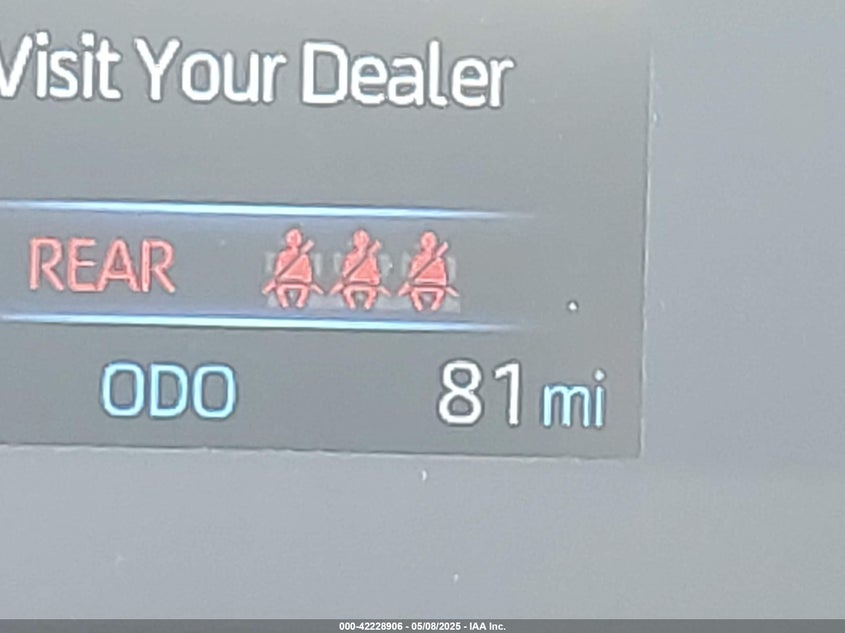 Visit Your Dealer
REAR
ODO 81 mi
000-42228906 - 05/08/2025 - IAA Inc.